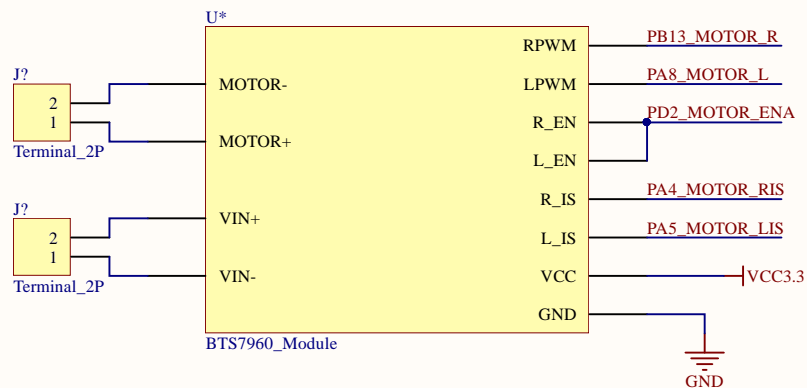 U*
RPWM PB13_MOTOR_R
J?
MOTOR- LPWM PA8_MOTOR_L
2
1
R_EN PD2_MOTOR_ENA
Terminal_2P
MOTOR+
L_EN
R_IS PA4_MOTOR_RIS
J?
VIN+
2
L_IS PA5_MOTOR_LIS
1
VIN- VCC VCC3.3
Terminal_2P
GND
BTS7960_Module
GND